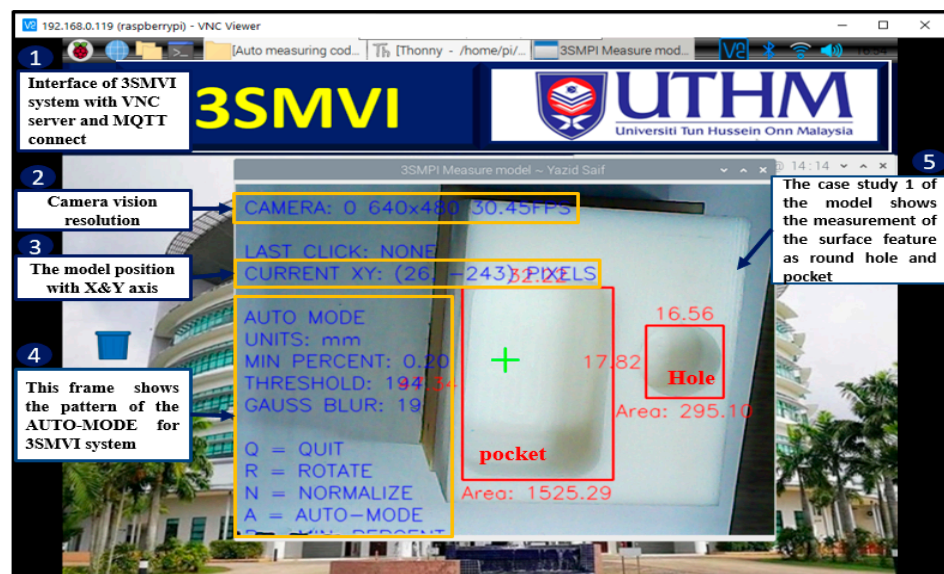 192.168.0.119 (raspberrypi) - VNC Viewer
[Auto measuring cod...
[Thonny - /home/pi/...
3SMPI Measure mod...
1
Interface of 3SMVI
system with VNC
server and MQTT
connect
3SMVI
UTHM
Universiti Tun Hussein Onn Malaysia
14:14
3SMPI Measure model ~ Yazid Saif
2
Camera vision
resolution
CAMERA: 0 640x480 30.45FPS
LAST CLICK: NONE
3
The model position
with X&Y axis
CURRENT XY: (26, -243) PIXELS
32.22
4
This frame shows
the pattern of the
AUTO-MODE for
3SMVI system
AUTO MODE
UNITS: mm
MIN PERCENT: 0.20
THRESHOLD: 194
GAUSS BLUR: 19
Q = QUIT
R = ROTATE
N = NORMALIZE
A = AUTO-MODE
pocket
Area: 1525.29
16.56
17.82
Hole
Area: 295.10
5
The case study 1 of
the model shows
the measurement of
the surface feature
as round hole and
pocket